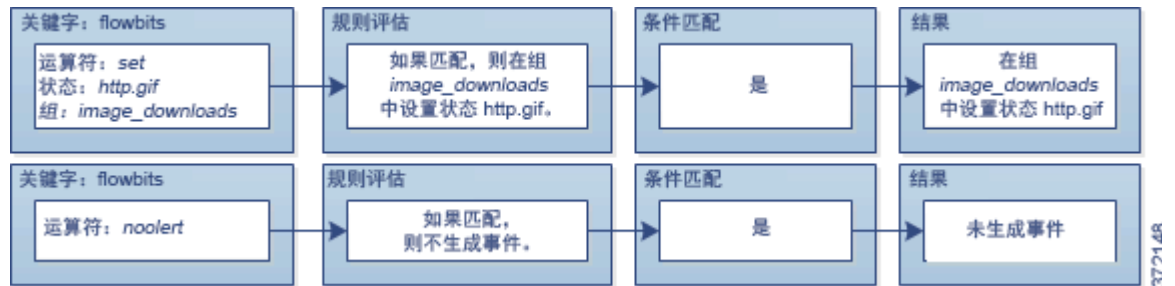 关键字：flowbits
运算符：set
状态：http.gif
组：image_downloads
规则评估
如果匹配，则在组
image_downloads
中设置状态 http.gif。
条件匹配
是
结果
在组
image_downloads
中设置状态 http.gif
关键字：flowbits
运算符：noolert
规则评估
如果匹配，
则不生成事件。
条件匹配
是
结果
未生成事件
372148